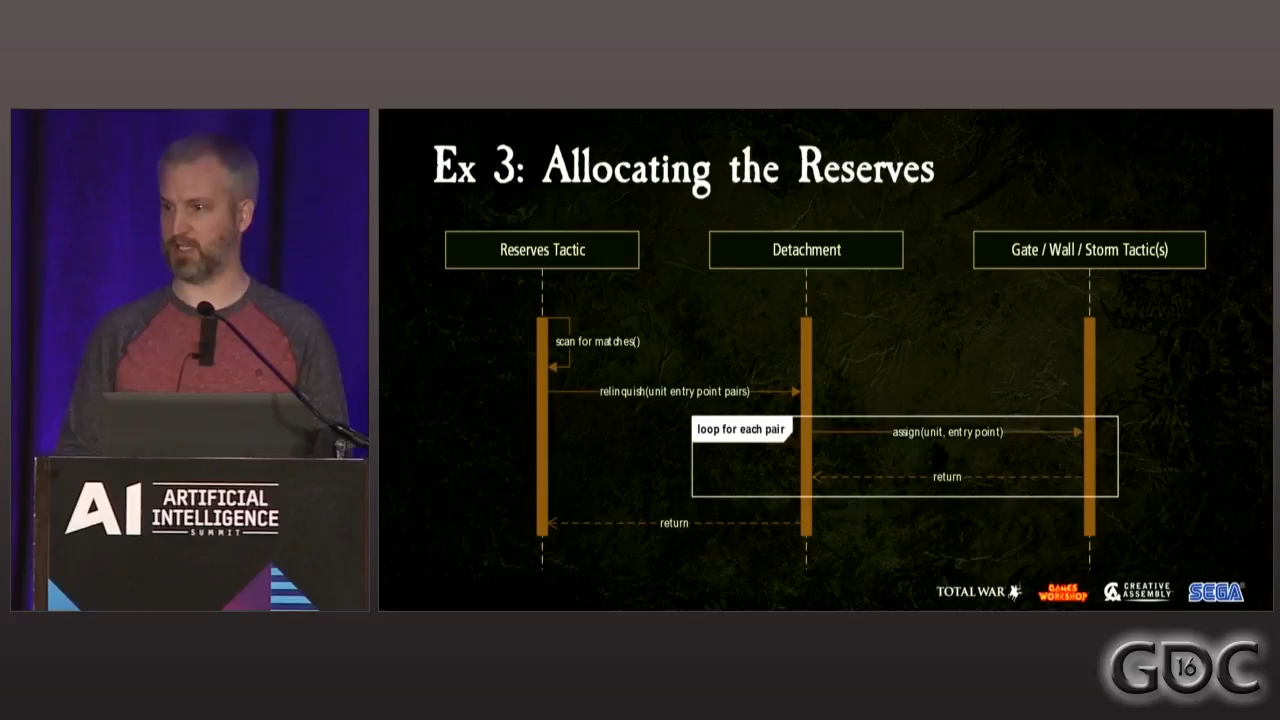 Ex 3: Allocating the Reserves
Reserves Tactic
Detachment
Gate / Wall / Storm Tactic(s)
scan for matches()
relinquish(unit entry point pairs)
loop for each pair
assign(unit, entry point)
return
return
AI ARTIFICIAL
INTELLIGENCE
SUMMIT
TOTAL WAR
GAMES
WORKSHOP
CREATIVE
ASSEMBLY
SEGA
GDC
16